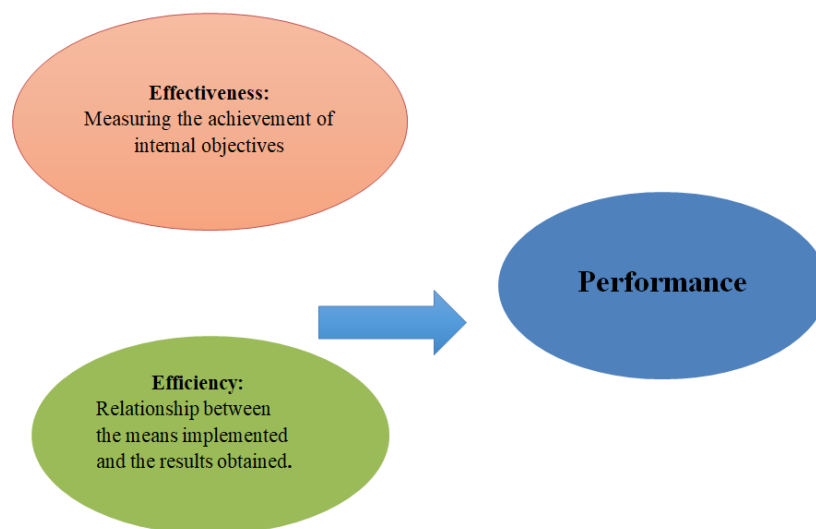 Effectiveness:
Measuring the achievement of
internal objectives
Performance
Efficiency:
Relationship between
the means implemented
and the results obtained.